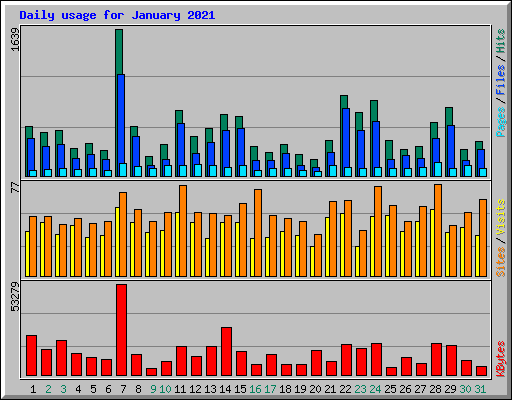 Daily usage for January 2021
1639
Pages / Files / Hits
77
Sites / Visits
53279
KBytes
1 2 3 4 5 6 7 8 9 10 11 12 13 14 15 16 17 18 19 20 21 22 23 24 25 26 27 28 29 30 31